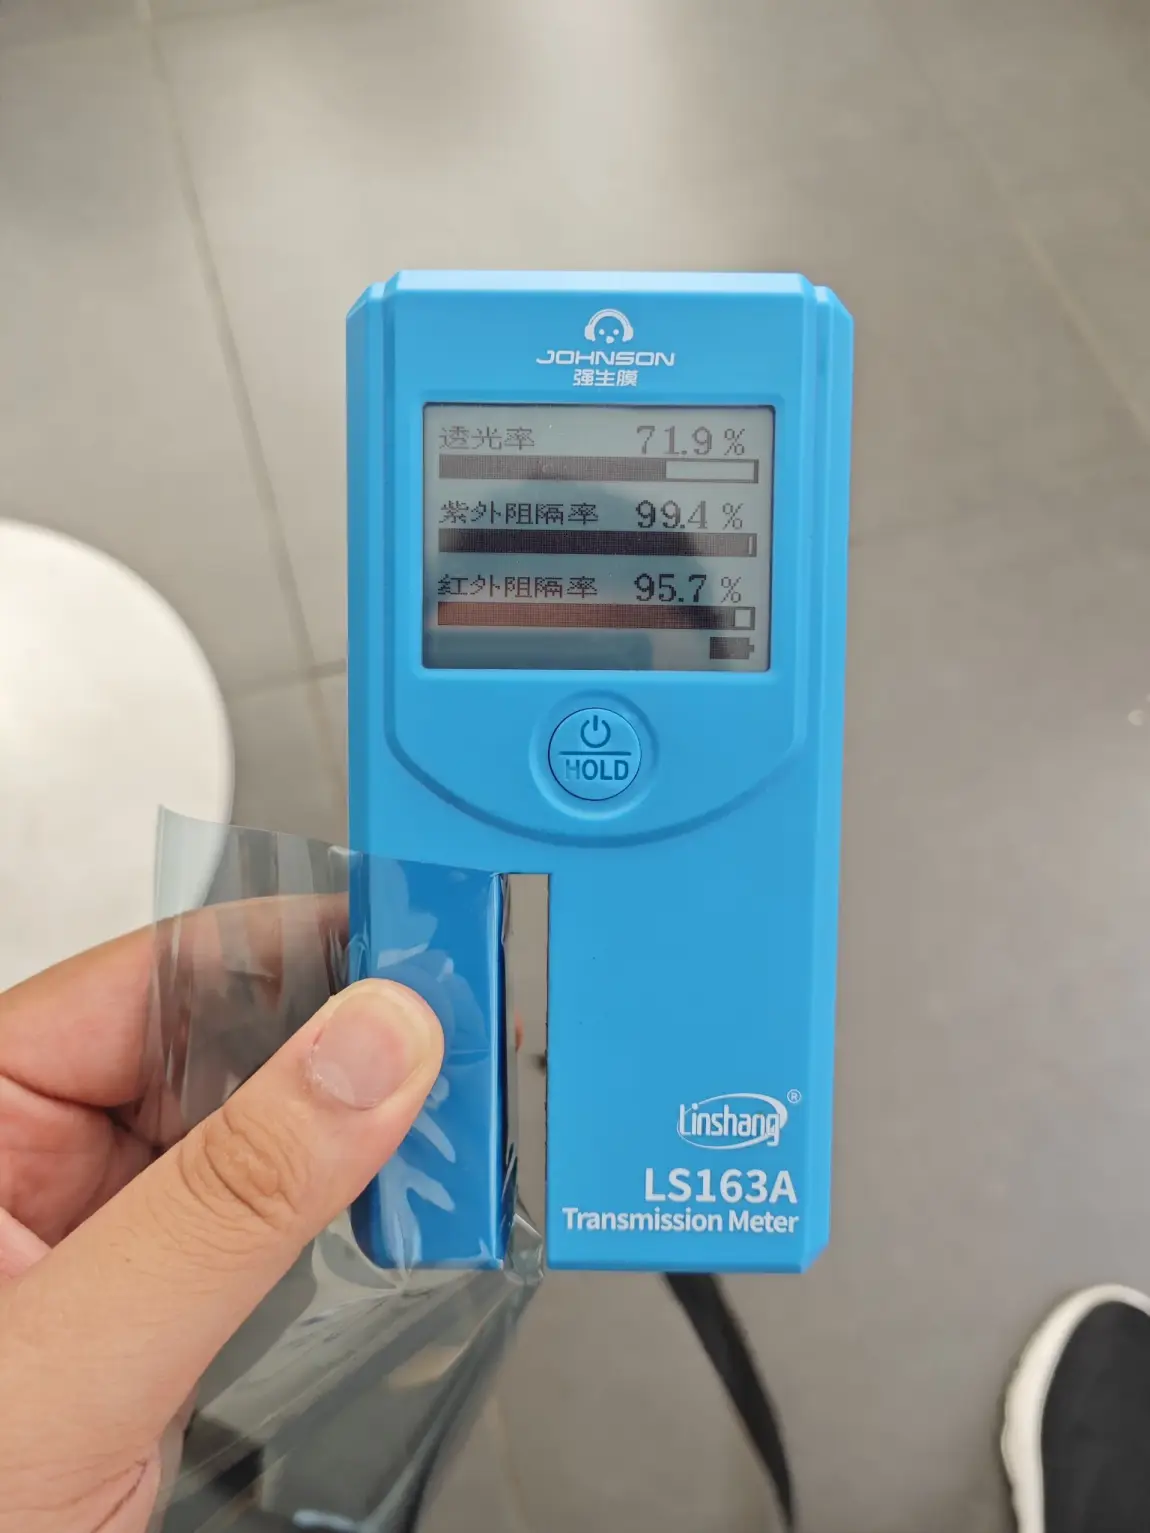 JOHNSON
强生膜
透光率 71.9 %
紫外阻隔率 99.4 %
红外阻隔率 95.7 %
HOLD
Linshang®
LS163A
Transmission Meter